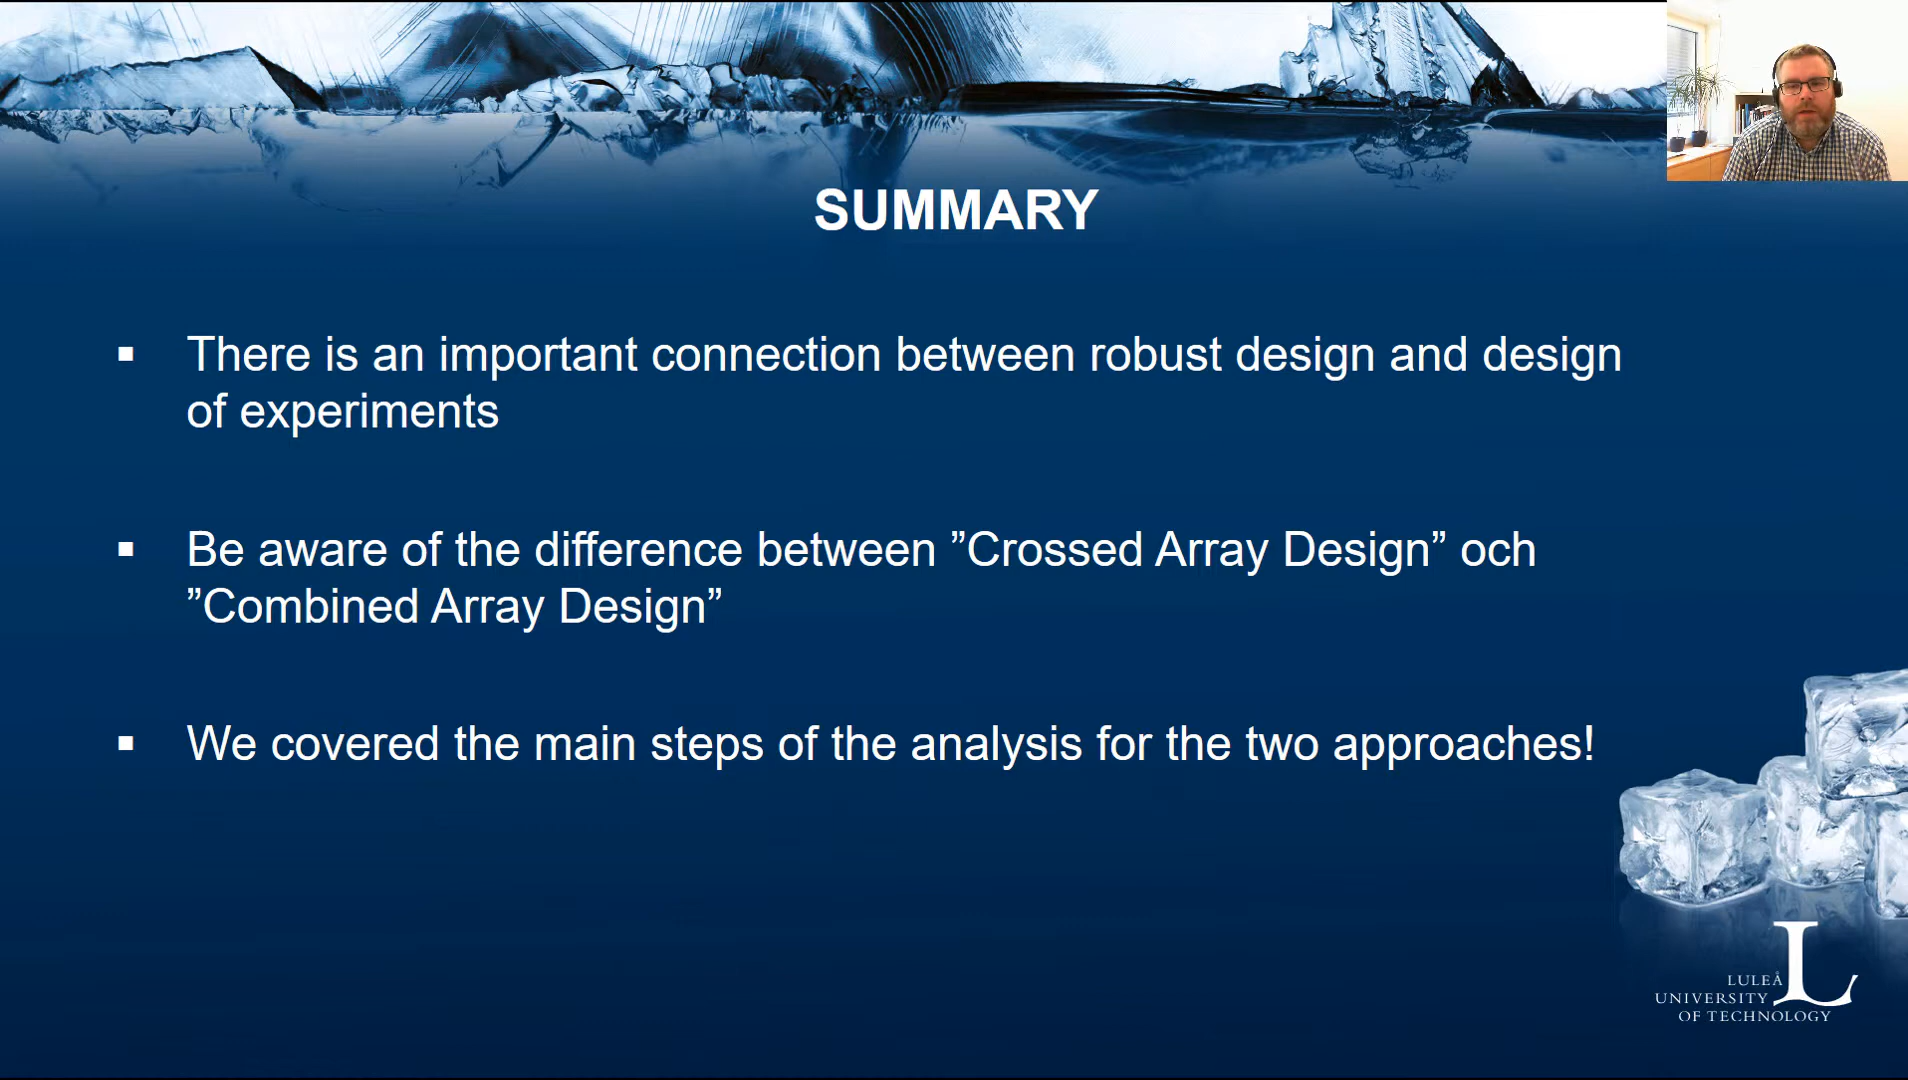 SUMMARY
▪ There is an important connection between robust design and design
of experiments
▪ Be aware of the difference between ”Crossed Array Design” och
”Combined Array Design”
▪ We covered the main steps of the analysis for the two approaches!
LULEÅ
UNIVERSITY
OF TECHNOLOGY
L